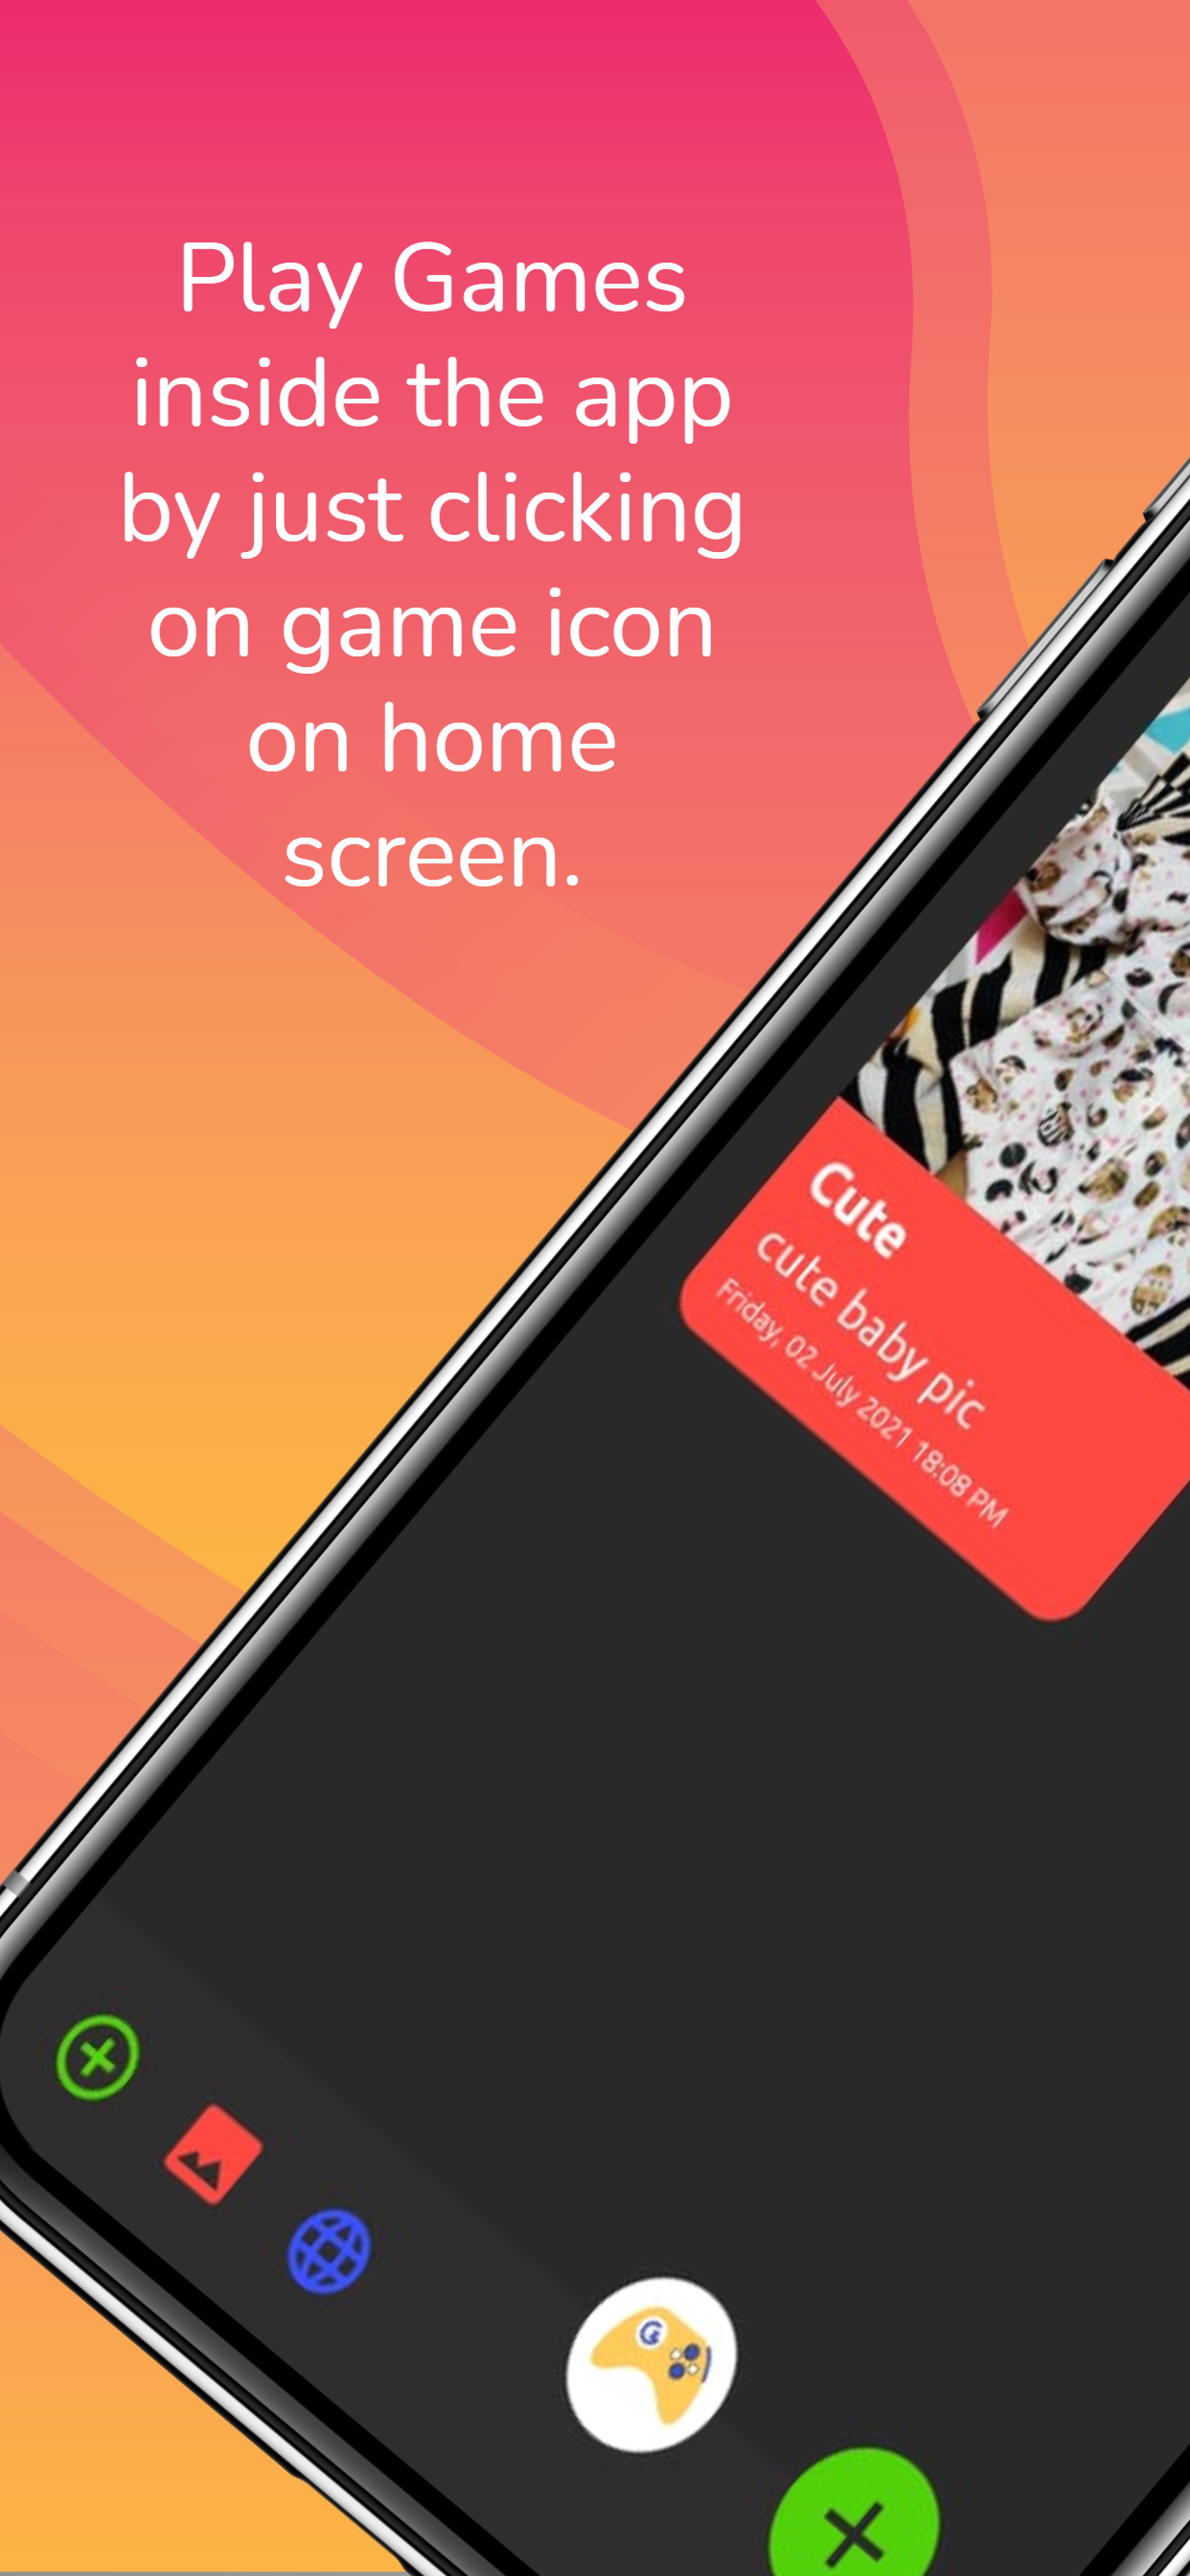 Play Games
inside the app
by just clicking
on game icon
on home
screen.
Cute
cute baby pic
Friday, 02 July 2021 18:08 PM
G